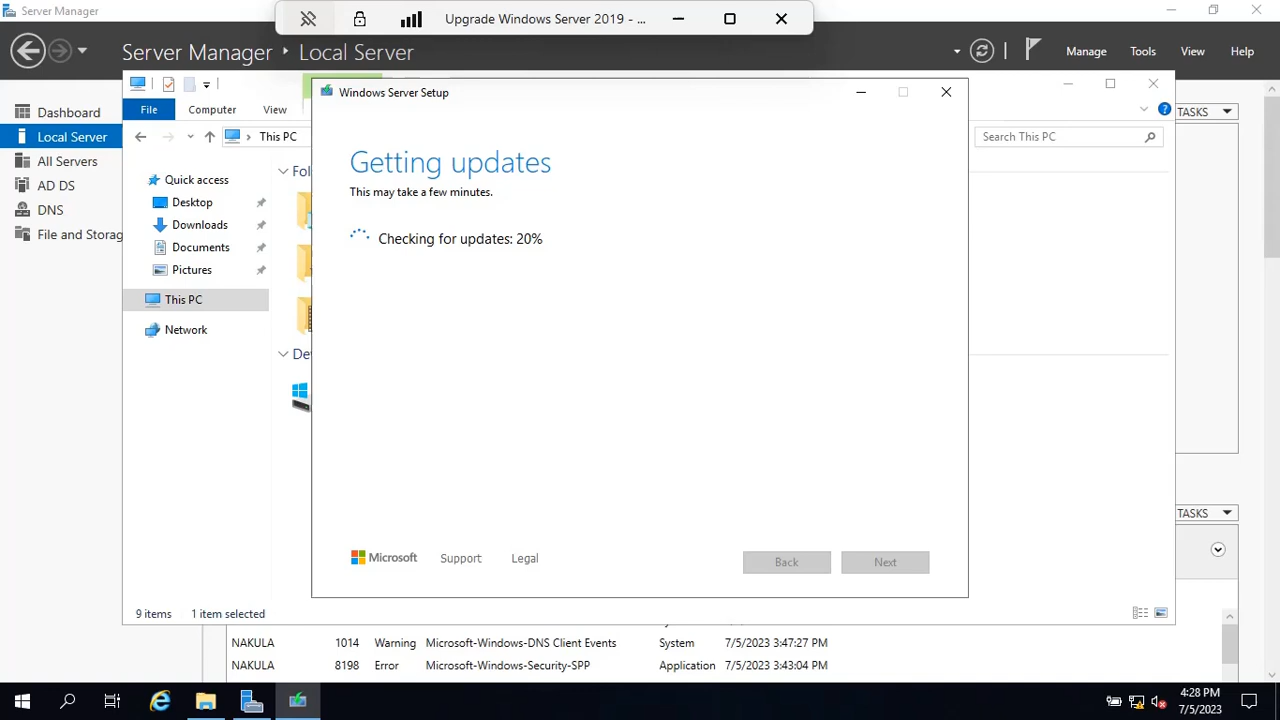 Server Manager
Upgrade Windows Server 2019 - ...
Server Manager
Local Server
Manage
Tools
View
Help
Dashboard
Local Server
All Servers
AD DS
DNS
File and Storag
File
Computer
View
This PC
Search This PC
Quick access
Desktop
Downloads
Documents
Pictures
This PC
Network
Fol
De
TASKS
TASKS
Windows Server Setup
Getting updates
This may take a few minutes.
Checking for updates: 20%
Microsoft
Support
Legal
Back
Next
9 items
1 item selected
NAKULA 1014 Warning Microsoft-Windows-DNS Client Events System 7/5/2023 3:47:27 PM
NAKULA 8198 Error Microsoft-Windows-Security-SPP Application 7/5/2023 3:43:04 PM
4:28 PM
7/5/2023